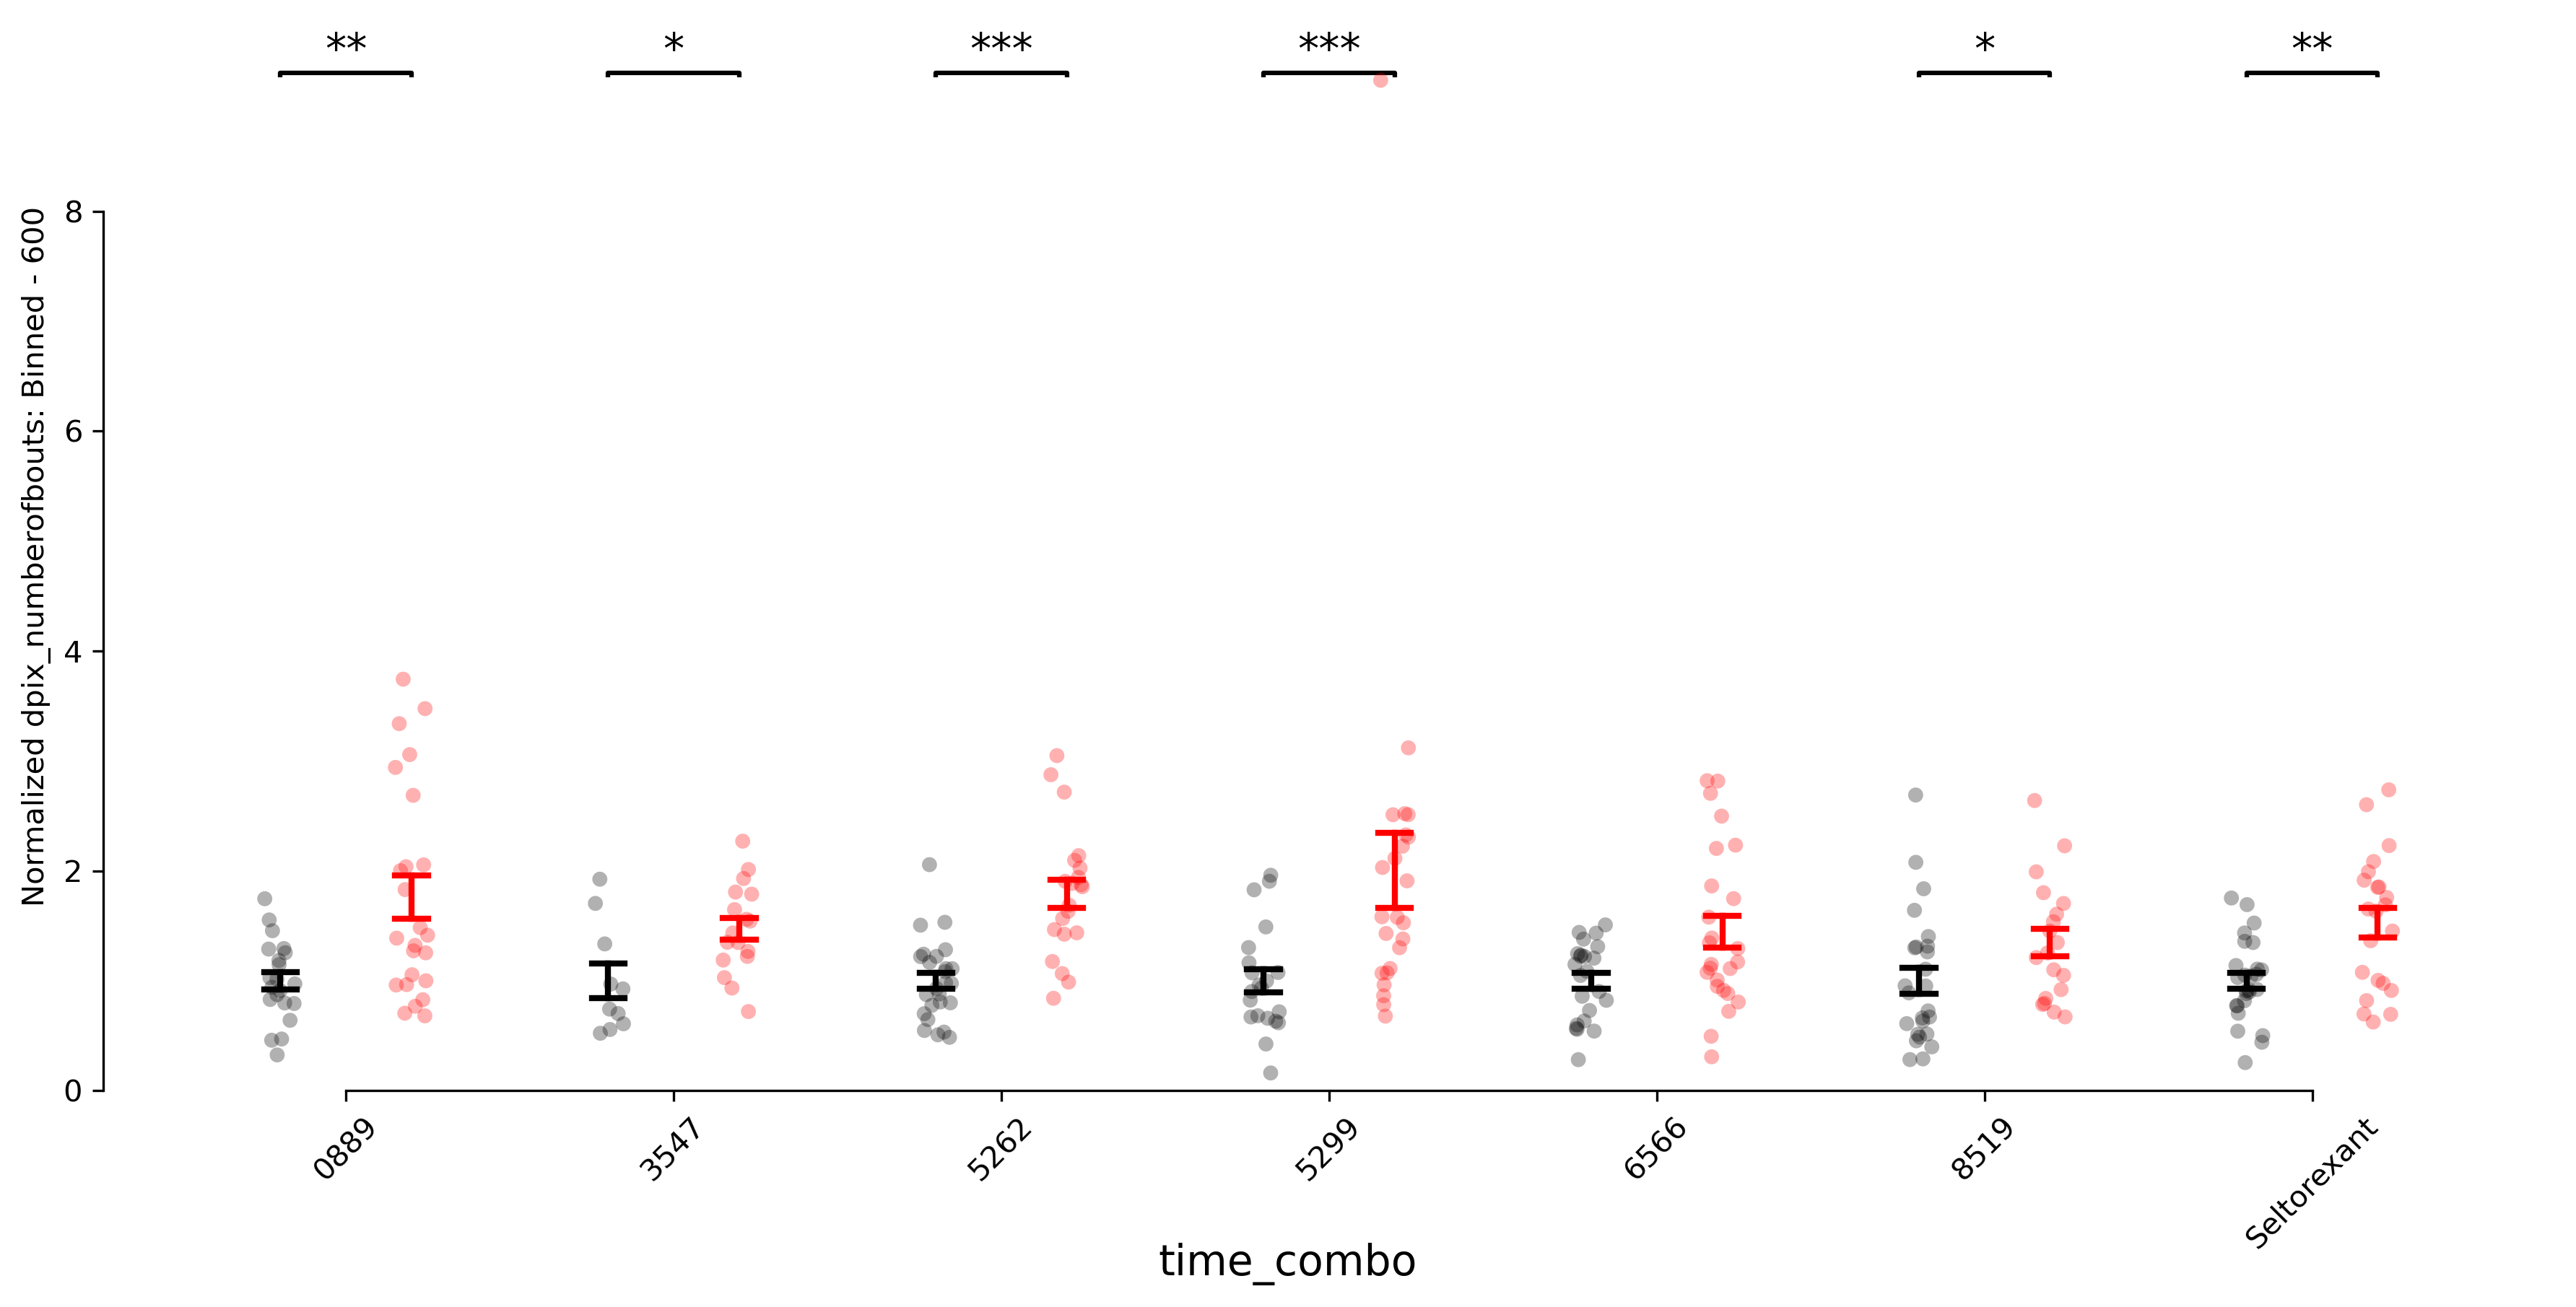 ** * *** *** * **
Normalized dpix_numberofbouts: Binned - 600
8
6
4
2
0
0889 3547 5262 5299 6566 8519 Seltorexant
time_combo